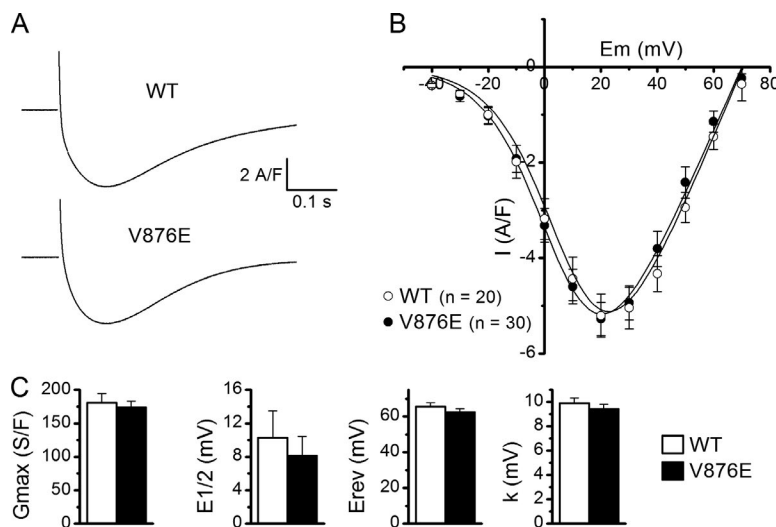 A
WT
2 A/F
0.1 s
V876E
B
Em (mV)
-40 -20 0 20 40 60 80
0
-2
-4
-6
I (A/F)
WT (n = 20)
V876E (n = 30)
C
Gmax (S/F)
200
150
100
50
0
E1/2 (mV)
16
12
8
4
0
Erev (mV)
60
40
20
0
k (mV)
10
8
6
4
2
0
WT
V876E